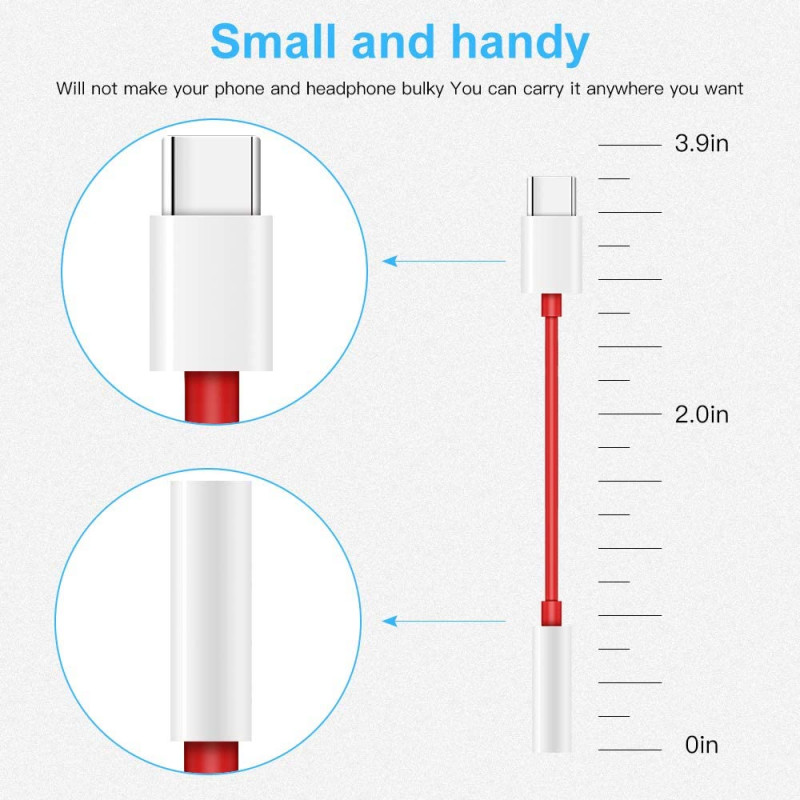 Small and handy
Will not make your phone and headphone bulky You can carry it anywhere you want
3.9in
2.0in
0in